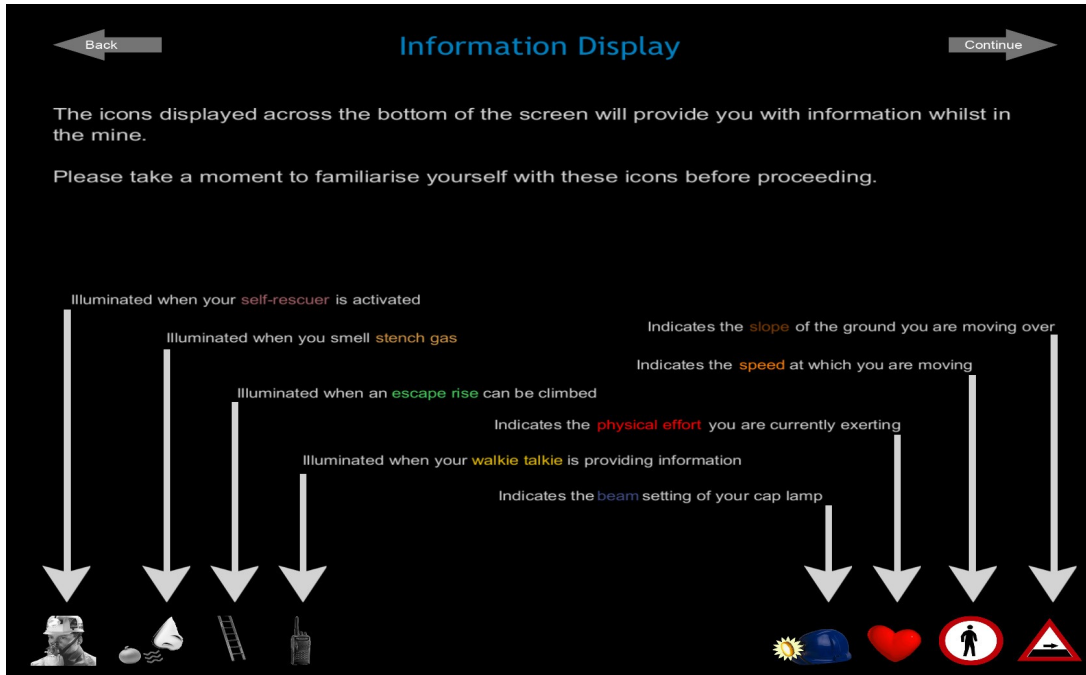 Back
Information Display
Continue
The icons displayed across the bottom of the screen will provide you with information whilst in
the mine.
Please take a moment to familiarise yourself with these icons before proceeding.
Illuminated when your self-rescuer is activated
Indicates the slope of the ground you are moving over
Illuminated when you smell stench gas
Indicates the speed at which you are moving
Illuminated when an escape rise can be climbed
Indicates the physical effort you are currently exerting
Illuminated when your walkie talkie is providing information
Indicates the beam setting of your cap lamp